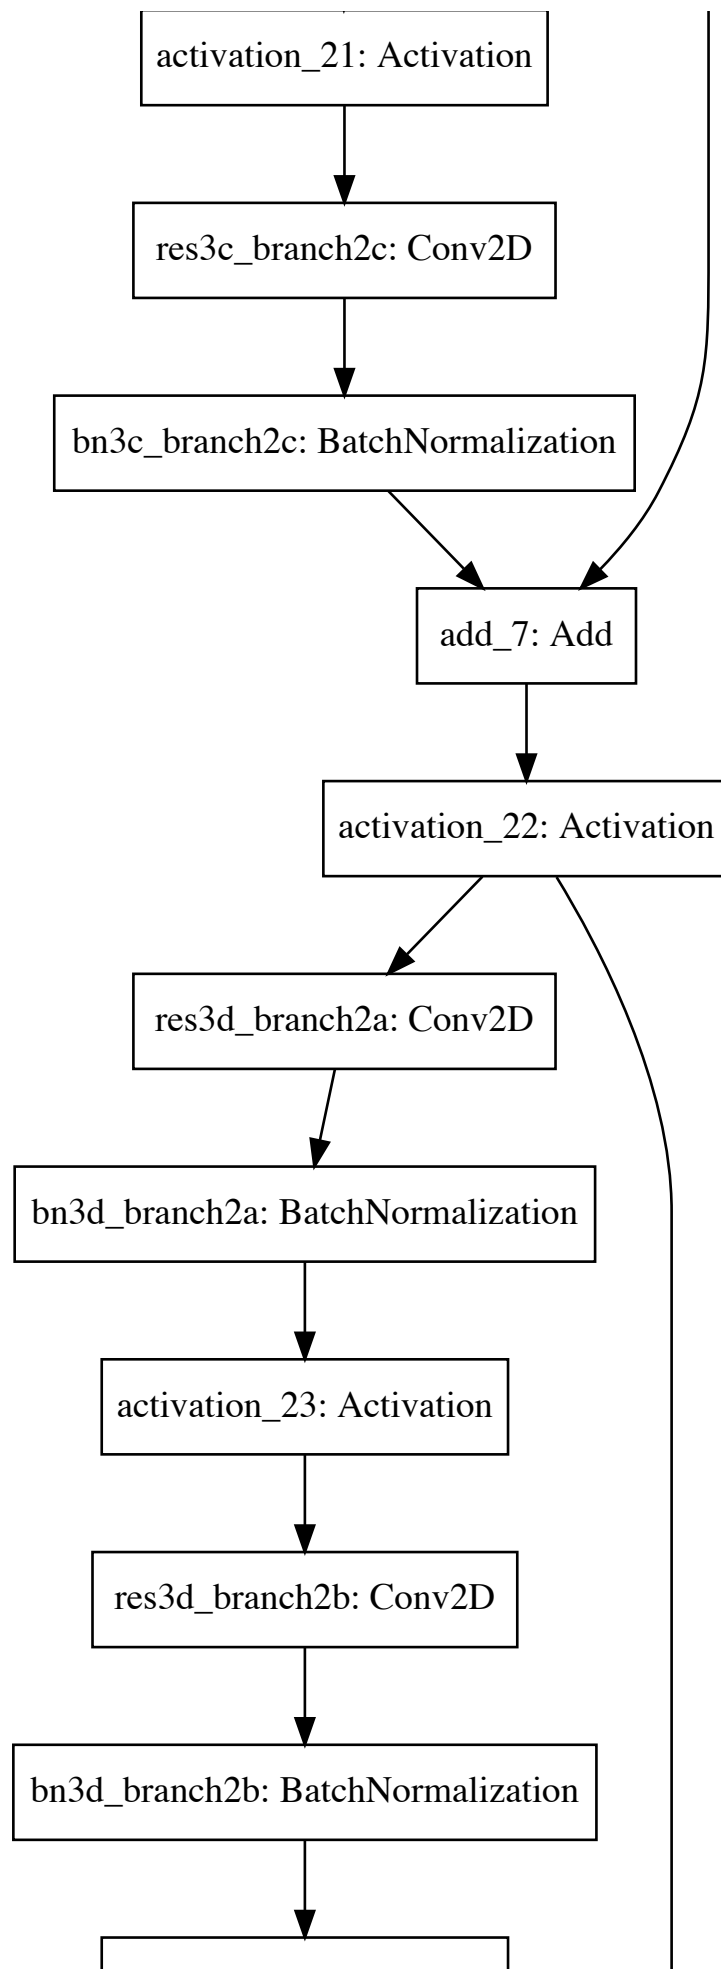 activation_21: Activation
res3c_branch2c: Conv2D
bn3c_branch2c: BatchNormalization
add_7: Add
activation_22: Activation
res3d_branch2a: Conv2D
bn3d_branch2a: BatchNormalization
activation_23: Activation
res3d_branch2b: Conv2D
bn3d_branch2b: BatchNormalization